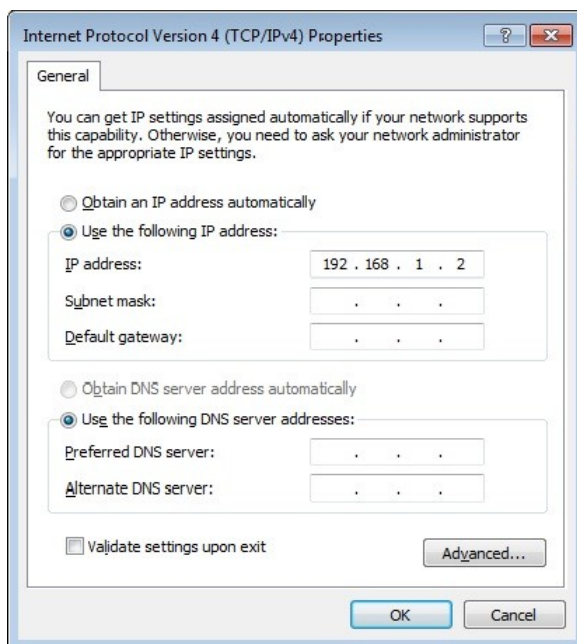 Internet Protocol Version 4 (TCP/IPv4) Properties
?
General
You can get IP settings assigned automatically if your network supports
this capability. Otherwise, you need to ask your network administrator
for the appropriate IP settings.
Obtain an IP address automatically
Use the following IP address:
IP address: 192 . 168 . 1 . 2
Subnet mask: . . .
Default gateway: . . .
Obtain DNS server address automatically
Use the following DNS server addresses:
Preferred DNS server: . . .
Alternate DNS server: . . .
Validate settings upon exit
Advanced...
OK Cancel